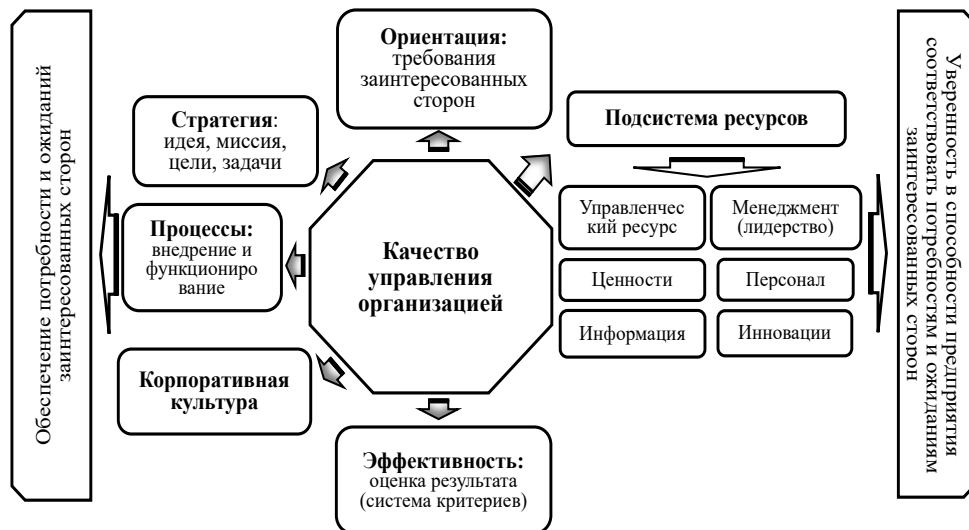 Обеспечение потребности и ожиданий
заинтересованных сторон
Ориентация:
требования
заинтересованных
сторон
Стратегия:
идея, миссия,
цели, задачи
Процессы:
внедрение и
функциониро
вание
Корпоративная
культура
Качество
управления
организацией
Эффективность:
оценка результата
(система критериев)
Подсистема ресурсов
Управленчес
кий ресурс
Менеджмент
(лидерство)
Ценности
Персонал
Информация
Инновации
Уверенность в способности предприятия
соответствовать потребностям и ожиданиям
заинтересованных сторон